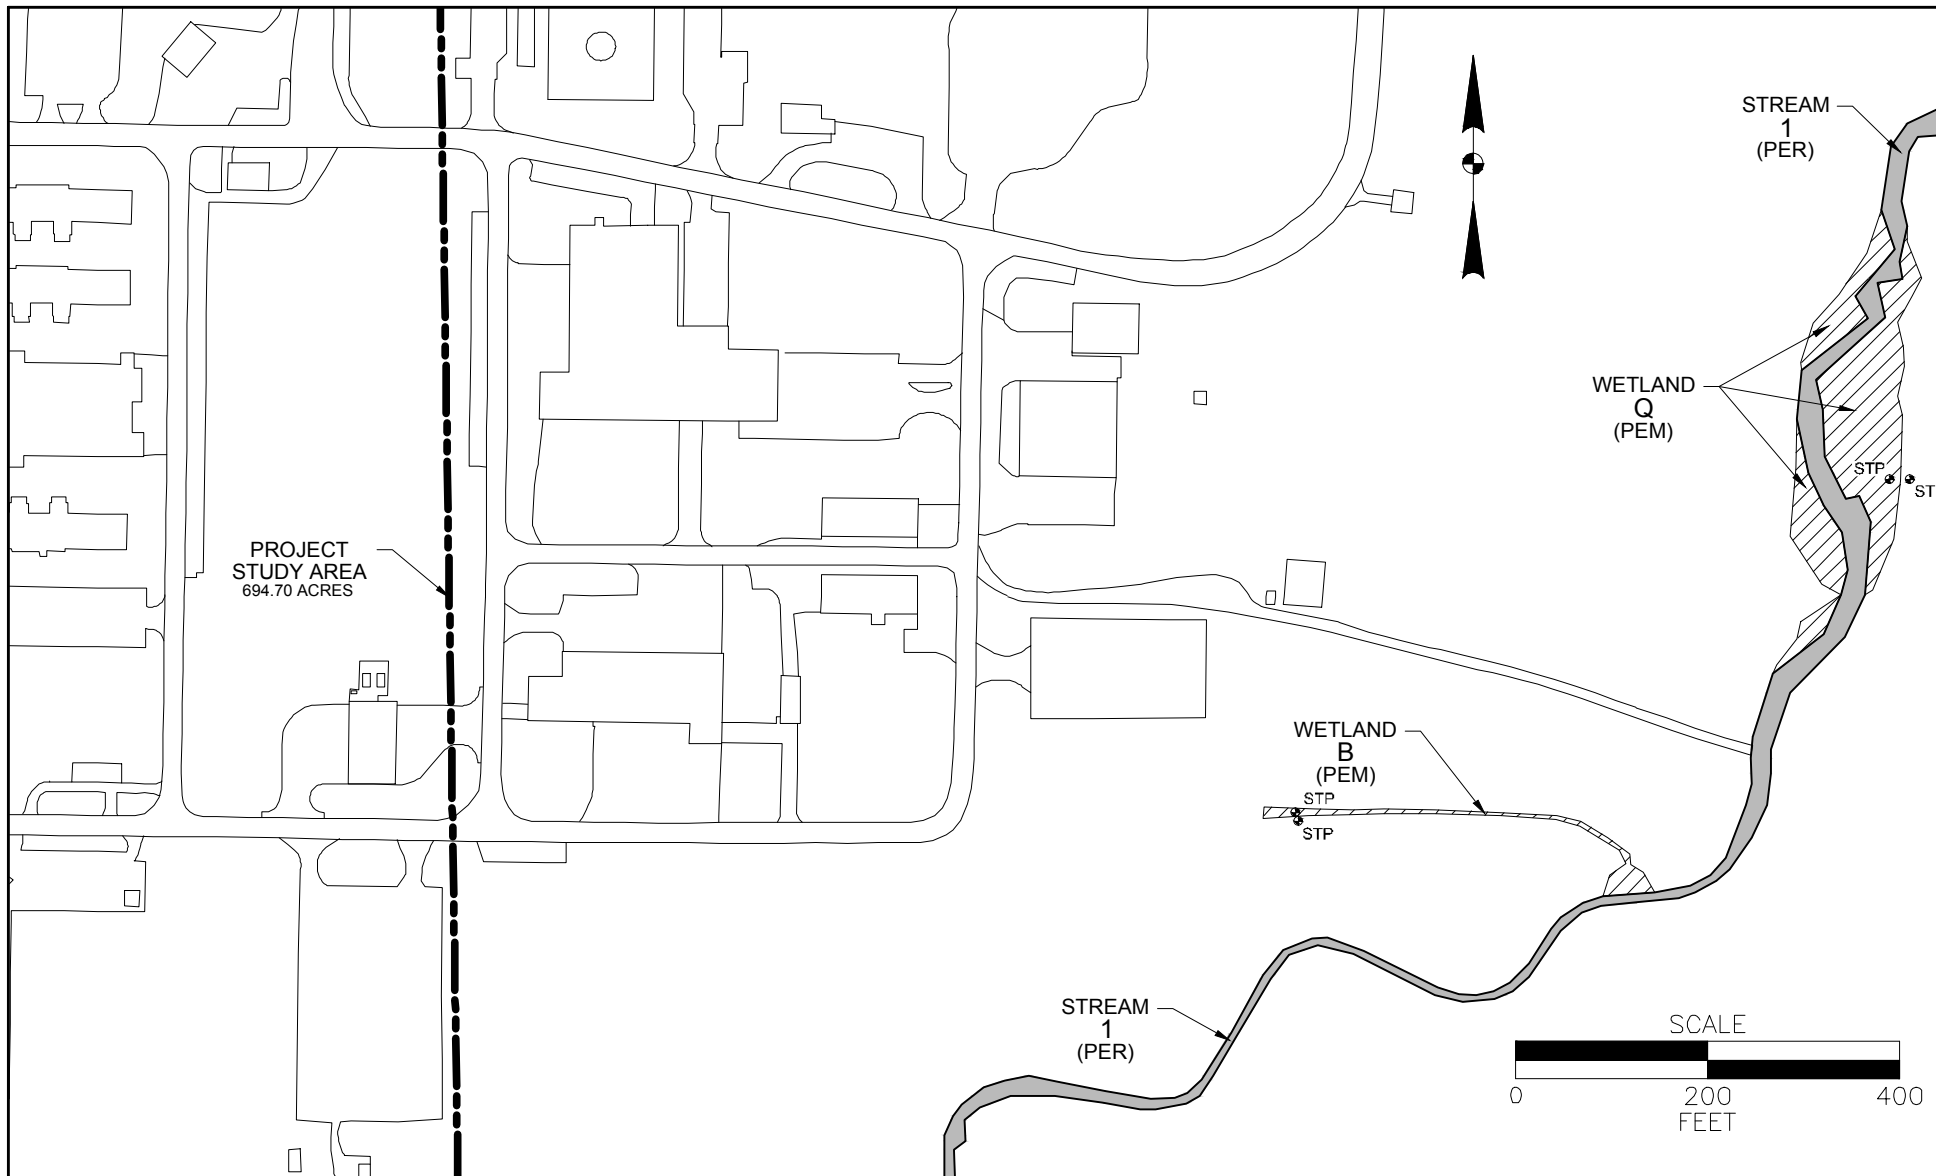 STREAM
1
(PER)
WETLAND
Q
(PEM)
STP
ST
PROJECT
STUDY AREA
694.70 ACRES
WETLAND
B
(PEM)
STP
STP
STREAM
1
(PER)
SCALE
0 200 400
FEET